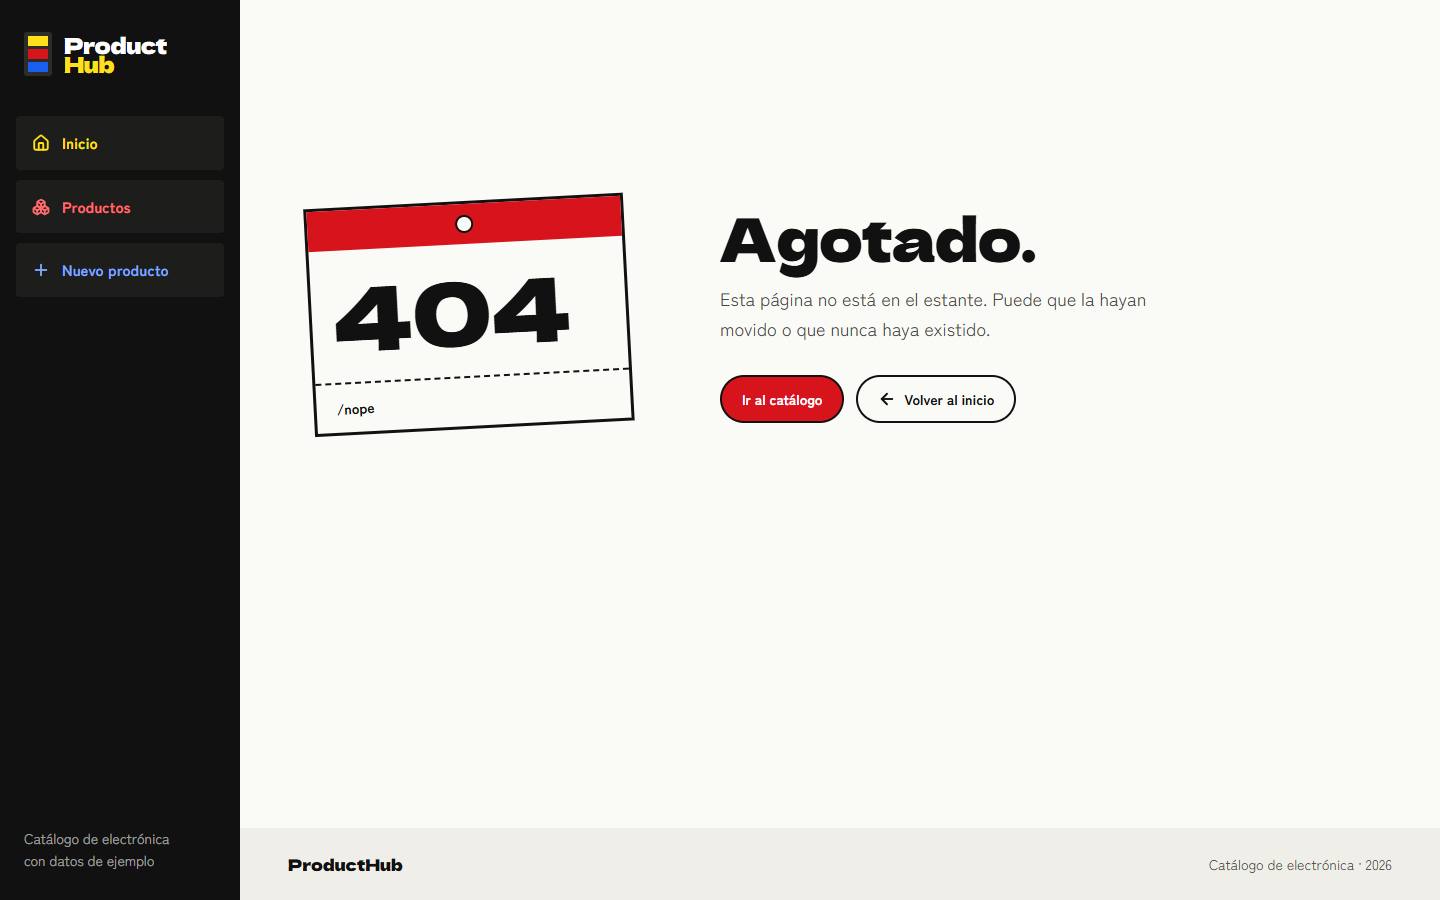 Product
Hub
Inicio
Productos
Nuevo producto
Catálogo de electrónica
con datos de ejemplo
404
/nope
Agotado.
Esta página no está en el estante. Puede que la hayan
movido o que nunca haya existido.
Ir al catálogo
Volver al inicio
ProductHub
Catálogo de electrónica · 2026